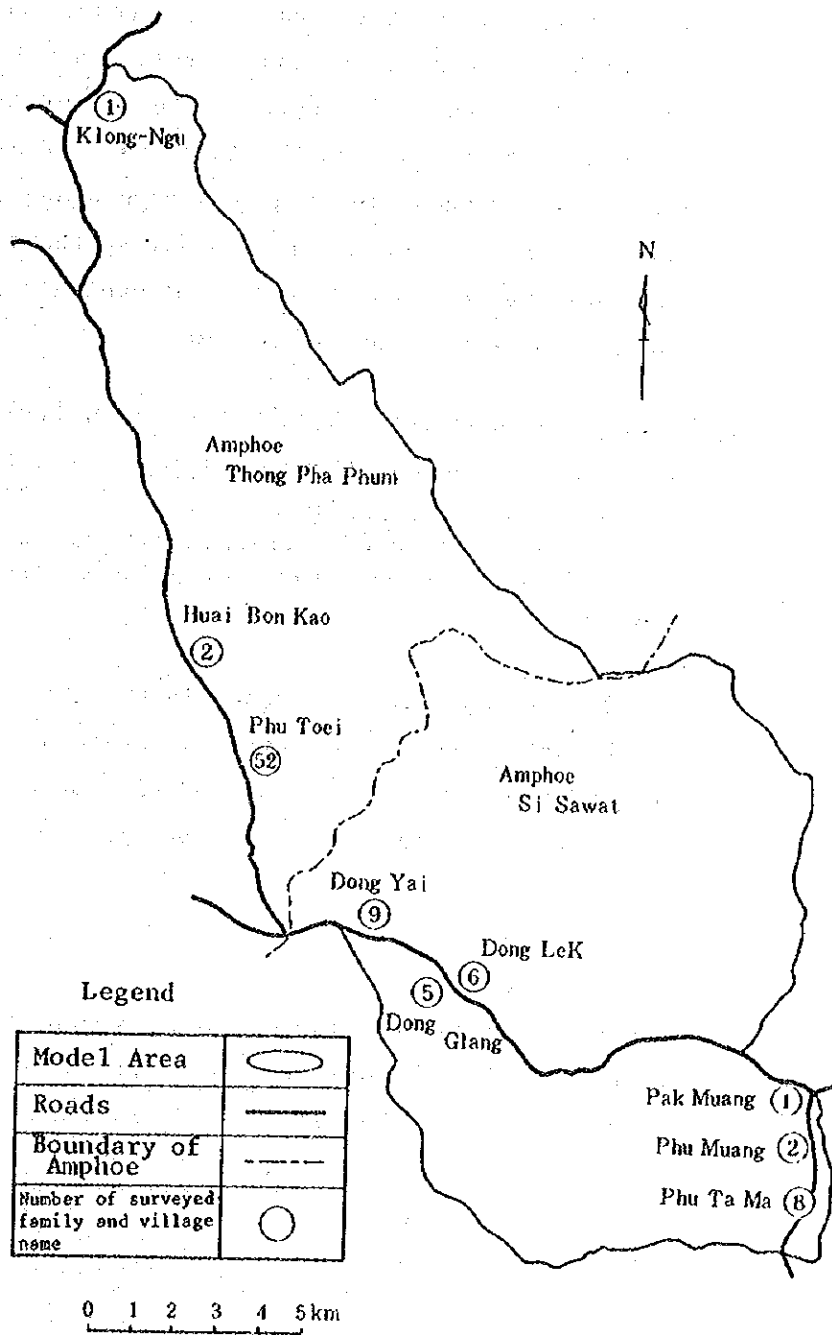 1
Klong-Ngu
N
Amphoe
Thong Pha Phum
Huai Bon Kao
2
Phu Toei
52
Amphoe
Si Sawat
Dong Yai
9
Dong LeK
6
5
Dong Glang
Pak Muang 1
Phu Muang 2
Phu Ta Ma 8
Legend
Model Area
Roads
Boundary of
Amphoe
Number of surveyed
family and village
name
0 1 2 3 4 5km